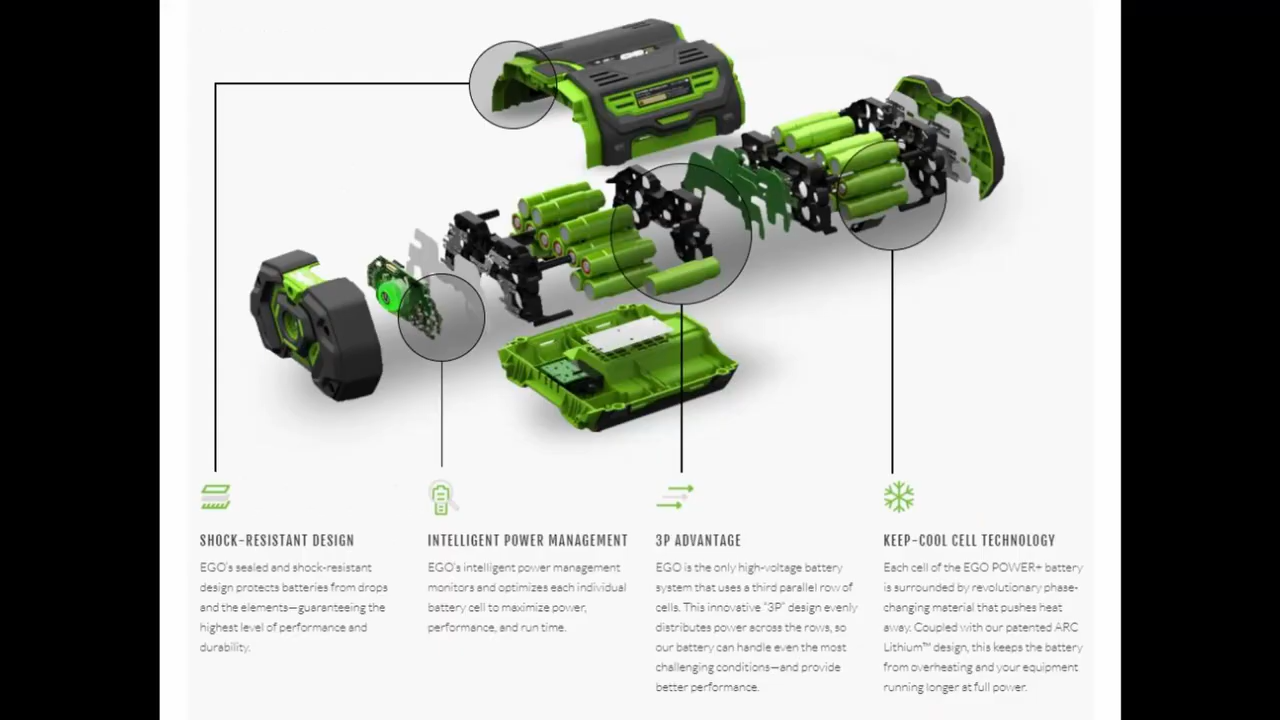 SHOCK-RESISTANT DESIGN
EGO's sealed and shock-resistant
design protects batteries from drops
and the elements—guaranteeing the
highest level of performance and
durability.
INTELLIGENT POWER MANAGEMENT
EGO's intelligent power management
monitors and optimizes each individual
battery cell to maximize power,
performance, and run time.
3P ADVANTAGE
EGO is the only high-voltage battery
system that uses a third parallel row of
cells. This innovative "3P" design evenly
distributes power across the rows, so
our battery can handle even the most
challenging conditions—and provide
better performance.
KEEP-COOL CELL TECHNOLOGY
Each cell of the EGO POWER+ battery
is surrounded by revolutionary phase-
changing material that pushes heat
away. Coupled with our patented ARC
Lithium™ design, this keeps the battery
from overheating and your equipment
running longer at full power.